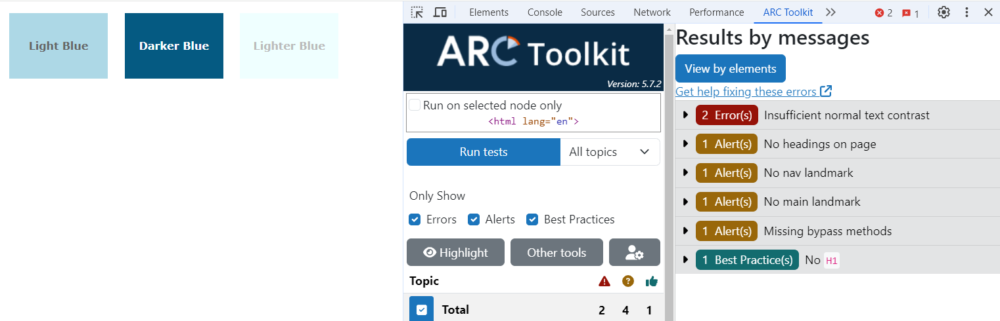 Light Blue
Darker Blue
Lighter Blue
Elements
Console
Sources
Network
Performance
ARC Toolkit
2
1
ARC Toolkit
Version: 5.7.2
Run on selected node only
<html lang="en">
Run tests
All topics
Only Show
Errors
Alerts
Best Practices
Highlight
Other tools
Topic
Total 2 4 1
Results by messages
View by elements
Get help fixing these errors
2 Error(s) Insufficient normal text contrast
1 Alert(s) No headings on page
1 Alert(s) No nav landmark
1 Alert(s) No main landmark
1 Alert(s) Missing bypass methods
1 Best Practice(s) No H1